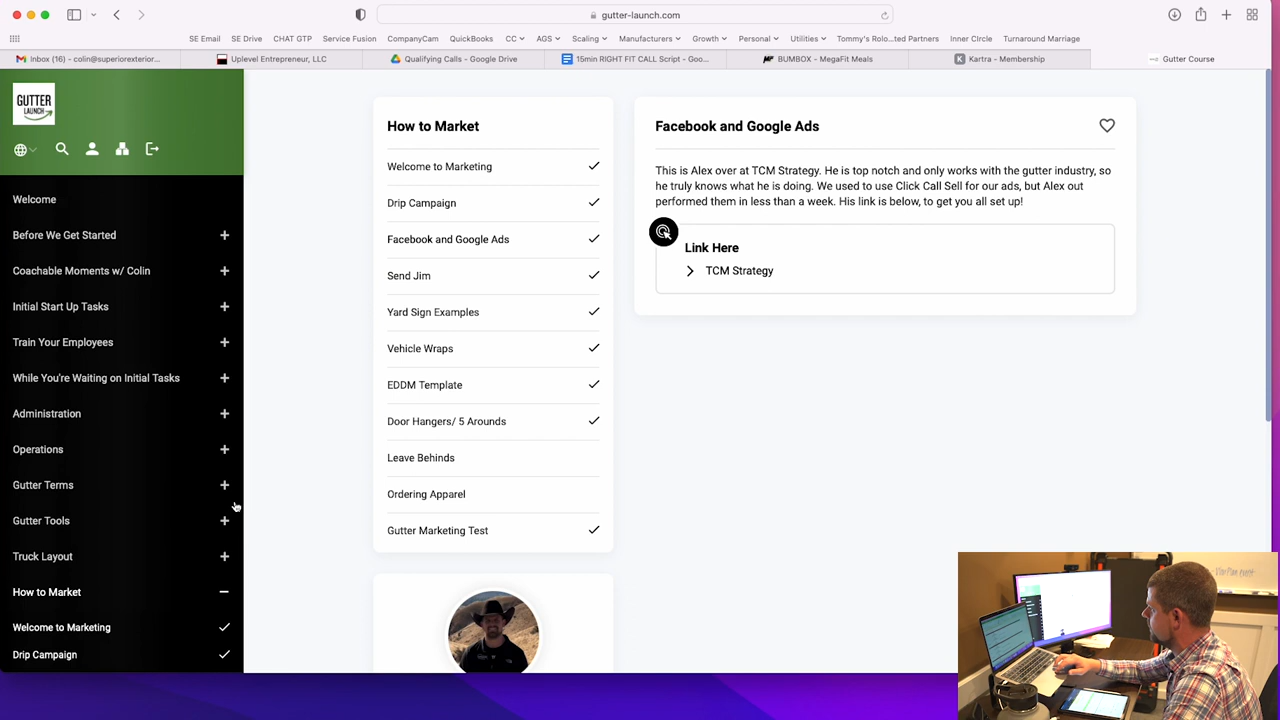 gutter-launch.com
SE Email
SE Drive
CHAT GTP
Service Fusion
CompanyCam
QuickBooks
CC
AGS
Scaling
Manufacturers
Growth
Personal
Utilities
Tommy's Rolo...ted Partners
Inner CIrcle
Turnaround Marriage
Inbox (16) - colin@superiorexterior...
Uplevel Entrepreneur, LLC
Qualifying Calls - Google Drive
15min RIGHT FIT CALL Script - Goo...
BUMBOX - MegaFit Meals
Kartra - Membership
Gutter Course
GUTTER
LAUNCH
Welcome
Before We Get Started
Coachable Moments w/ Colin
Initial Start Up Tasks
Train Your Employees
While You're Waiting on Initial Tasks
Administration
Operations
Gutter Terms
Gutter Tools
Truck Layout
How to Market
Welcome to Marketing
Drip Campaign
How to Market
Welcome to Marketing
Drip Campaign
Facebook and Google Ads
Send Jim
Yard Sign Examples
Vehicle Wraps
EDDM Template
Door Hangers/ 5 Arounds
Leave Behinds
Ordering Apparel
Gutter Marketing Test
Facebook and Google Ads
This is Alex over at TCM Strategy. He is top notch and only works with the gutter industry, so
he truly knows what he is doing. We used to use Click Call Sell for our ads, but Alex out
performed them in less than a week. His link is below, to get you all set up!
Link Here
TCM Strategy